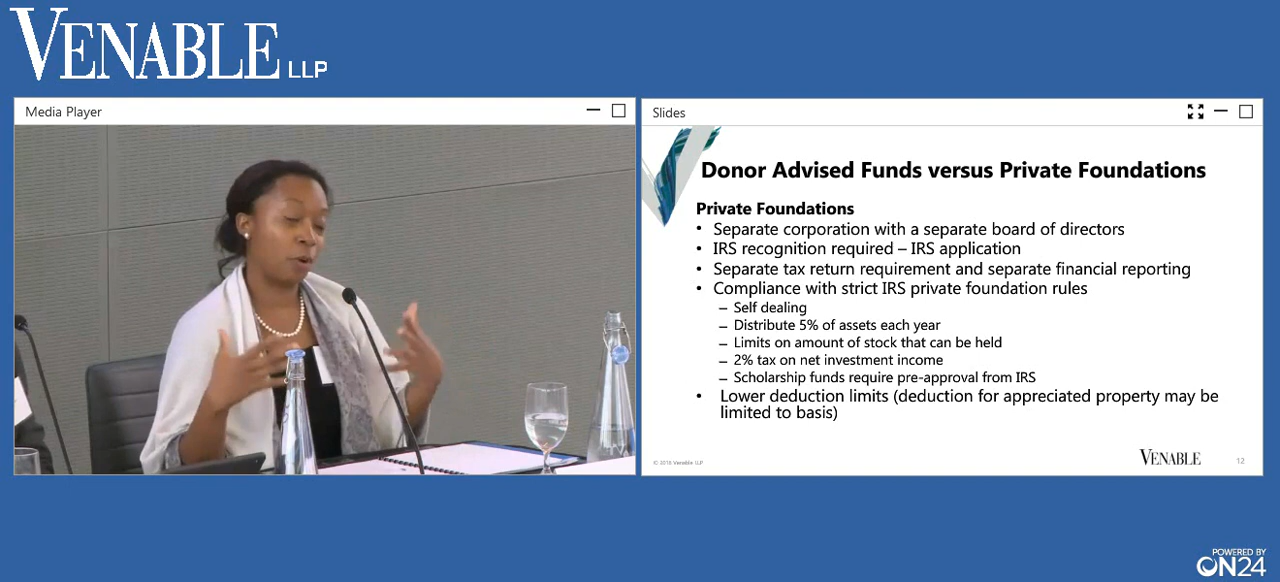 VENABLE LLP
Media Player
Slides
Donor Advised Funds versus Private Foundations
Private Foundations
• Separate corporation with a separate board of directors
• IRS recognition required – IRS application
• Separate tax return requirement and separate financial reporting
• Compliance with strict IRS private foundation rules
– Self dealing
– Distribute 5% of assets each year
– Limits on amount of stock that can be held
– 2% tax on net investment income
– Scholarship funds require pre-approval from IRS
• Lower deduction limits (deduction for appreciated property may be
limited to basis)
© 2016 Venable LLP
VENABLE
12
POWERED BY
ON24